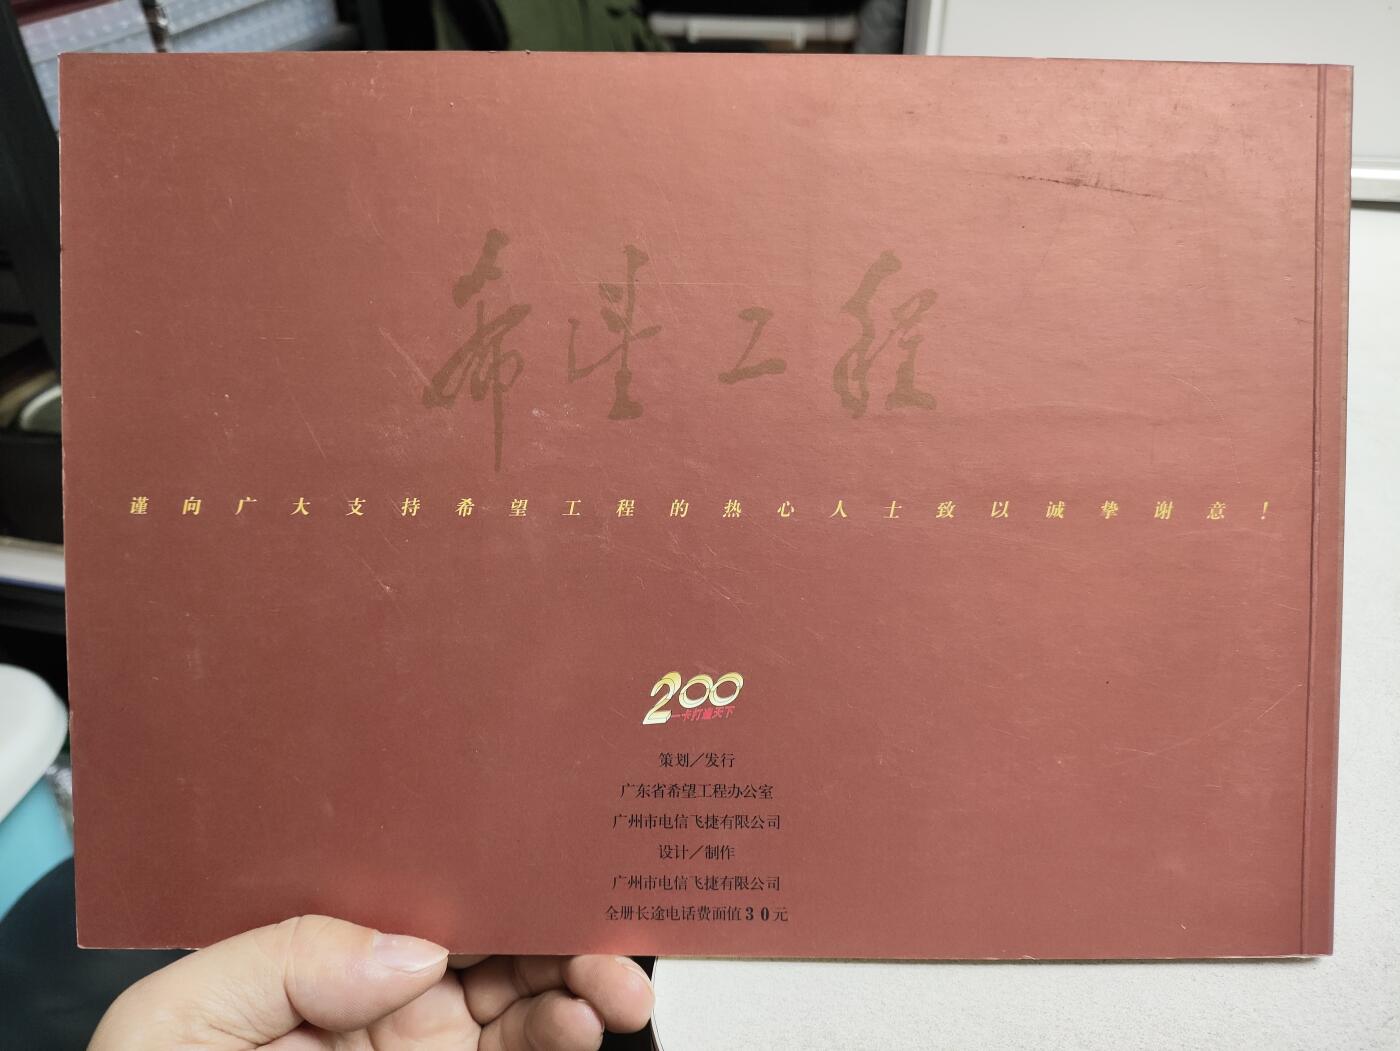 希望工程
谨向广大支持希望工程的热心人士致以诚挚谢意！
200
一卡打通天下
策划／发行
广东省希望工程办公室
广州市电信飞捷有限公司
设计／制作
广州市电信飞捷有限公司
全册长途电话费面值30元